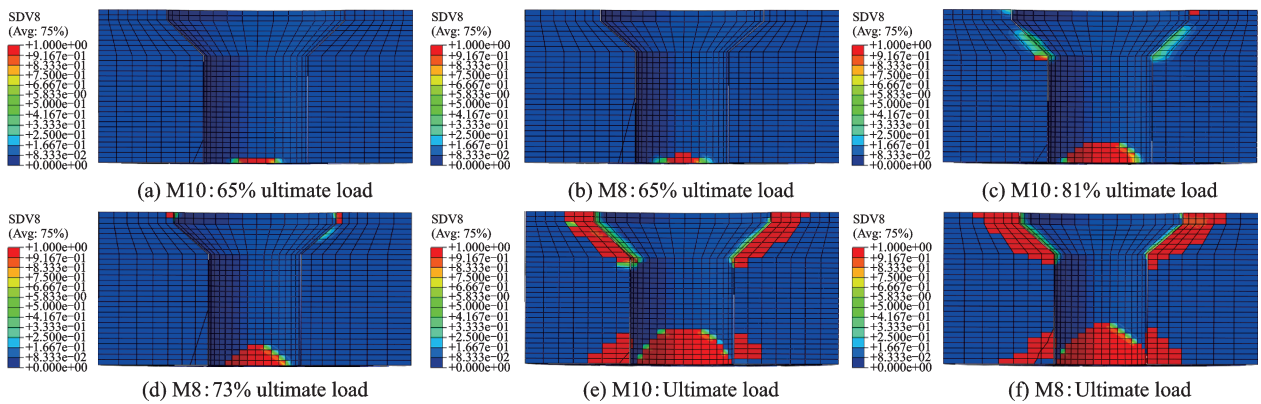 SDV8
(Avg: 75%)
+1.000e+00
+9.167e−01
+8.333e−01
+7.500e−01
+6.667e−01
+5.833e−01
+5.000e−01
+4.167e−01
+3.333e−01
+2.500e−01
+1.667e−01
+8.333e−02
+0.000e+00
(a) M10:65% ultimate load
SDV8
(Avg: 75%)
+1.000e+00
+9.167e−01
+8.333e−01
+7.500e−01
+6.667e−01
+5.833e−01
+5.000e−01
+4.167e−01
+3.333e−01
+2.500e−01
+1.667e−01
+8.333e−02
+0.000e+00
(b) M8:65% ultimate load
SDV8
(Avg: 75%)
+1.000e+00
+9.167e−01
+8.333e−01
+7.500e−01
+6.667e−01
+5.833e−01
+5.000e−01
+4.167e−01
+3.333e−01
+2.500e−01
+1.667e−01
+8.333e−02
+0.000e+00
(c) M10:81% ultimate load
SDV8
(Avg: 75%)
+1.000e+00
+9.167e−01
+8.333e−01
+7.500e−01
+6.667e−01
+5.833e−01
+5.000e−01
+4.167e−01
+3.333e−01
+2.500e−01
+1.667e−01
+8.333e−02
+0.000e+00
(d) M8:73% ultimate load
SDV8
(Avg: 75%)
+1.000e+00
+9.167e−01
+8.333e−01
+7.500e−01
+6.667e−01
+5.833e−01
+5.000e−01
+4.167e−01
+3.333e−01
+2.500e−01
+1.667e−01
+8.333e−02
+0.000e+00
(e) M10:Ultimate load
SDV8
(Avg: 75%)
+1.000e+00
+9.167e−01
+8.333e−01
+7.500e−01
+6.667e−01
+5.833e−01
+5.000e−01
+4.167e−01
+3.333e−01
+2.500e−01
+1.667e−01
+8.333e−02
+0.000e+00
(f) M8:Ultimate load